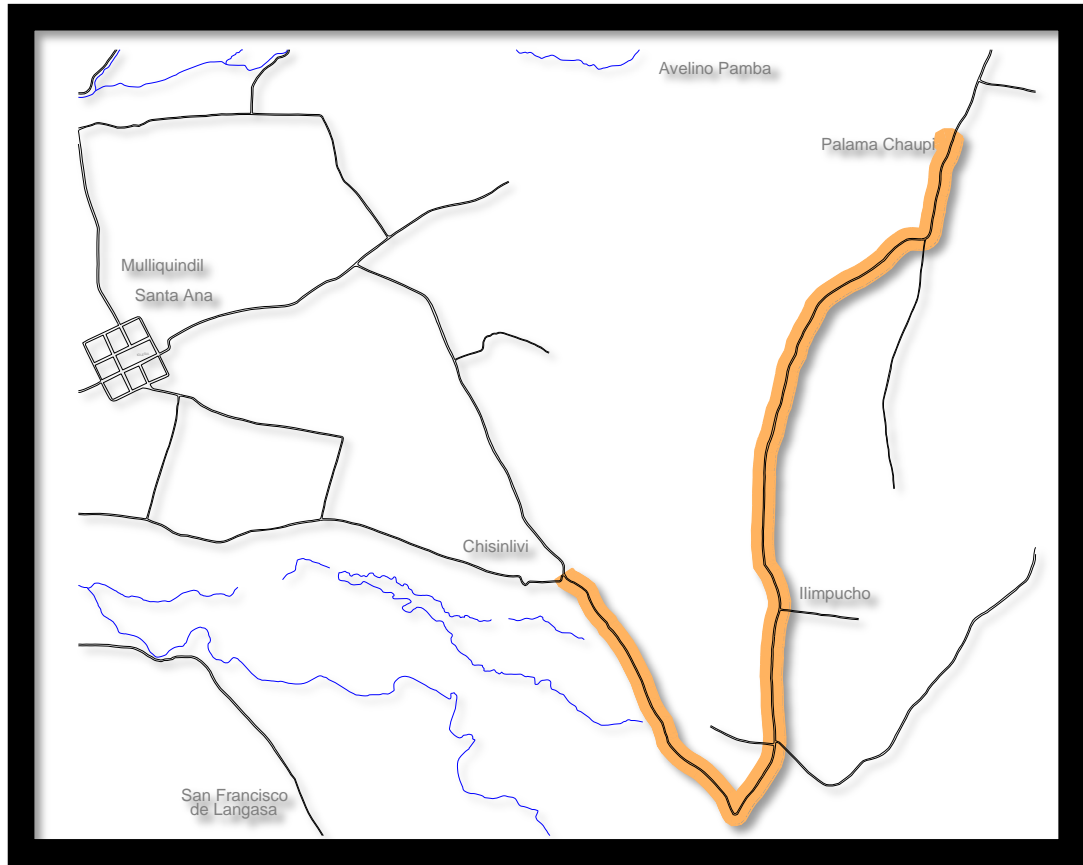 Avelino Pamba
Palama Chaupi
Mulliquindil
Santa Ana
Chisinlivi
Ilimpucho
San Francisco
de Langasa